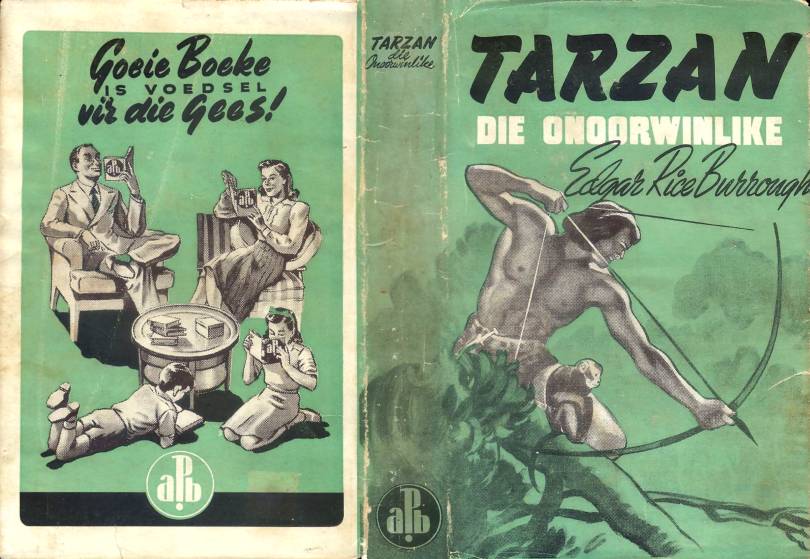 Goeie Boeke
IS VOEDSEL
vir die Gees!
aPb
aPb
aPb
aPb
TARZAN
die
Onoorwinlike
aPb
TARZAN
DIE ONOORWINLIKE
Edgar Rice Burroughs